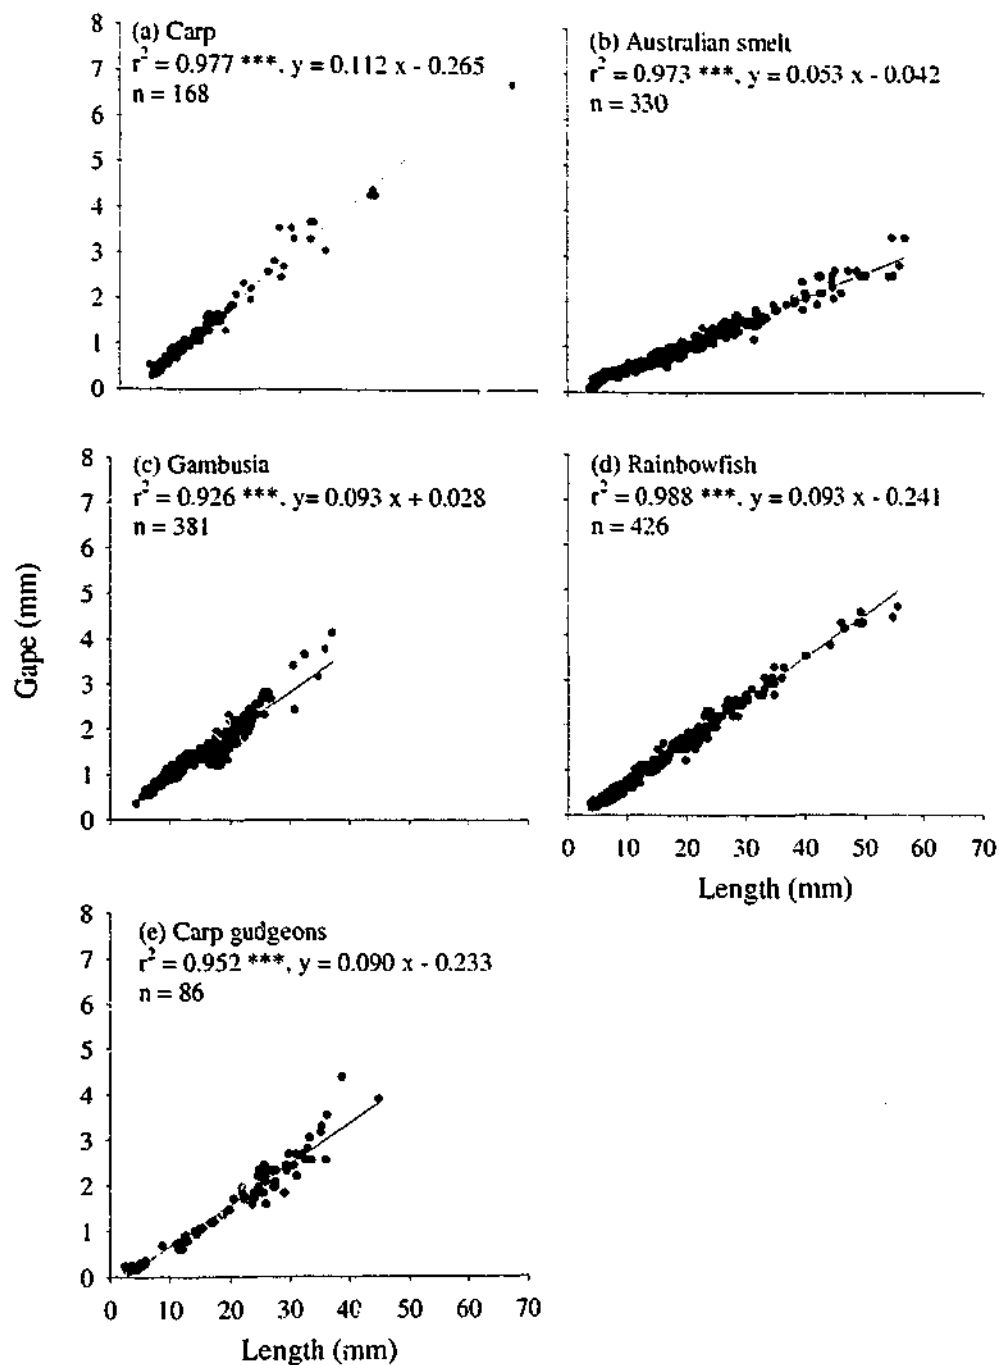 (a) Carp
r² = 0.977 ***, y = 0.112 x - 0.265
n = 168
8
7
6
5
4
3
2
1
0
(b) Australian smelt
r² = 0.973 ***, y = 0.053 x - 0.042
n = 330
(c) Gambusia
r² = 0.926 ***, y= 0.093 x + 0.028
n = 381
8
7
6
5
4
3
2
1
0
Gape (mm)
(d) Rainbowfish
r² = 0.988 ***, y = 0.093 x - 0.241
n = 426
0 10 20 30 40 50 60 70
Length (mm)
(e) Carp gudgeons
r² = 0.952 ***, y = 0.090 x - 0.233
n = 86
8
7
6
5
4
3
2
1
0
0 10 20 30 40 50 60 70
Length (mm)